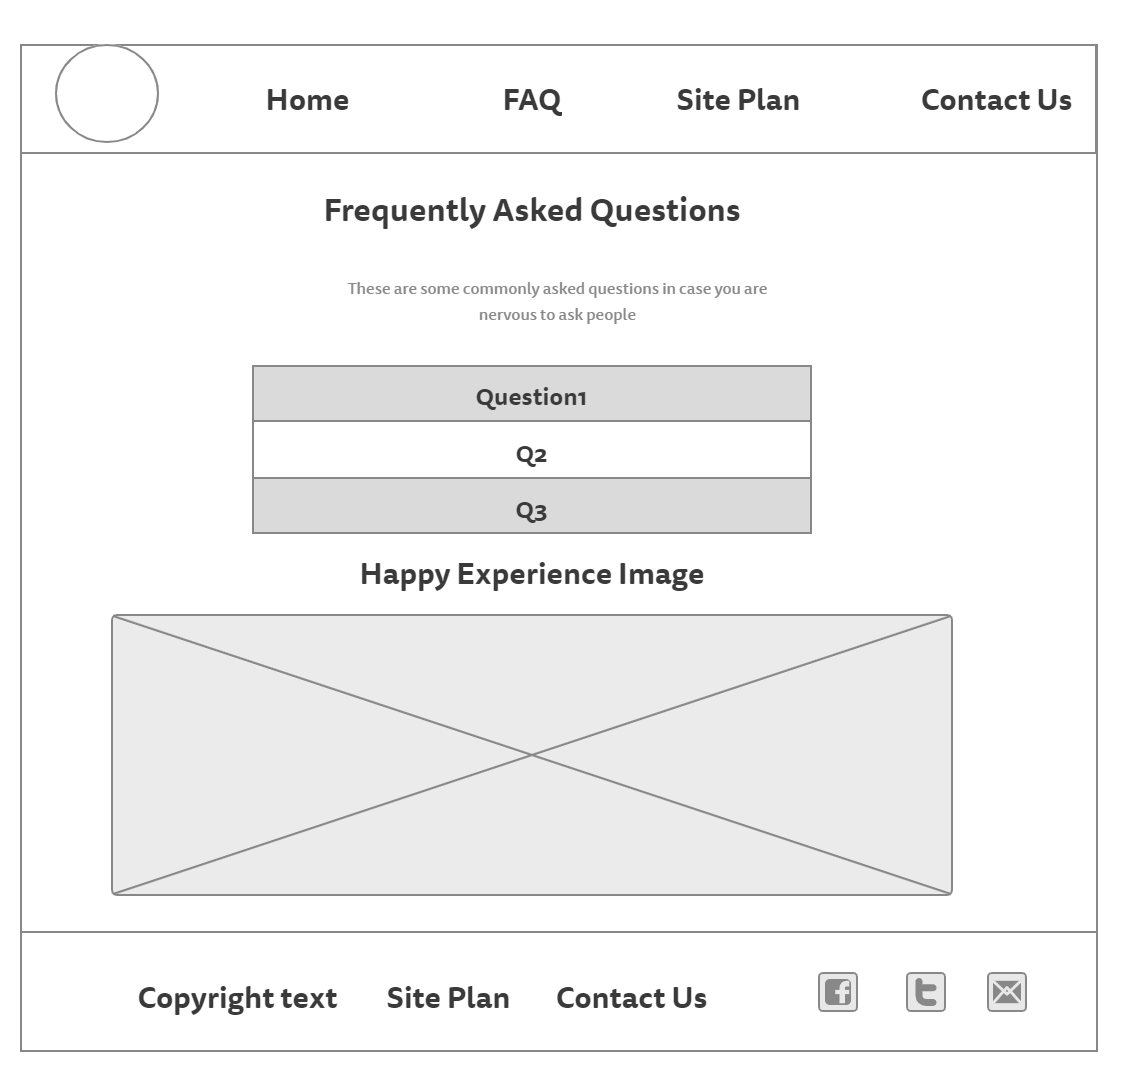 Home FAQ Site Plan Contact Us
Frequently Asked Questions
These are some commonly asked questions in case you are
nervous to ask people
Question1
Q2
Q3
Happy Experience Image
Copyright text Site Plan Contact Us